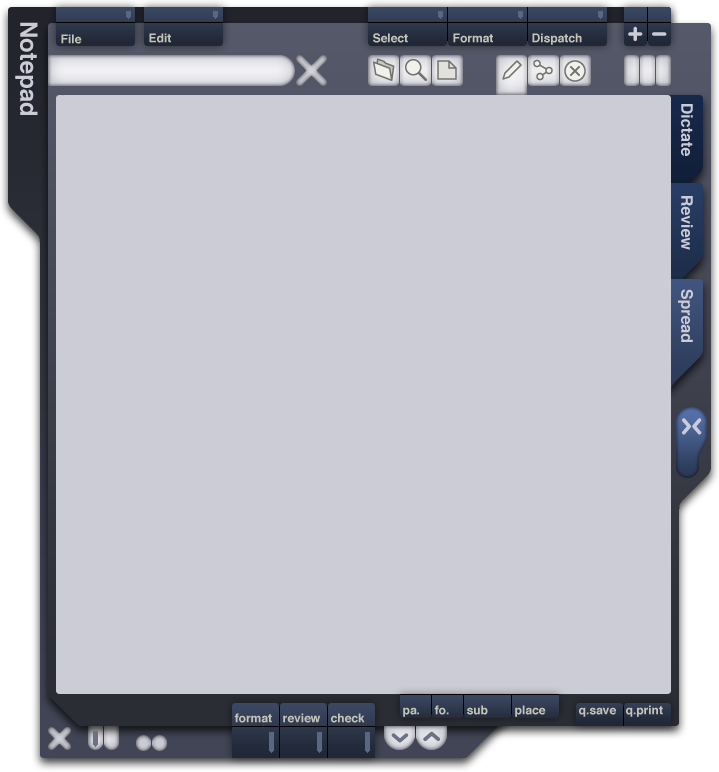 Notepad
File
Edit
Select
Format
Dispatch
Dictate
Review
Spread
format
review
check
pa.
fo.
sub
place
q.save
q.print